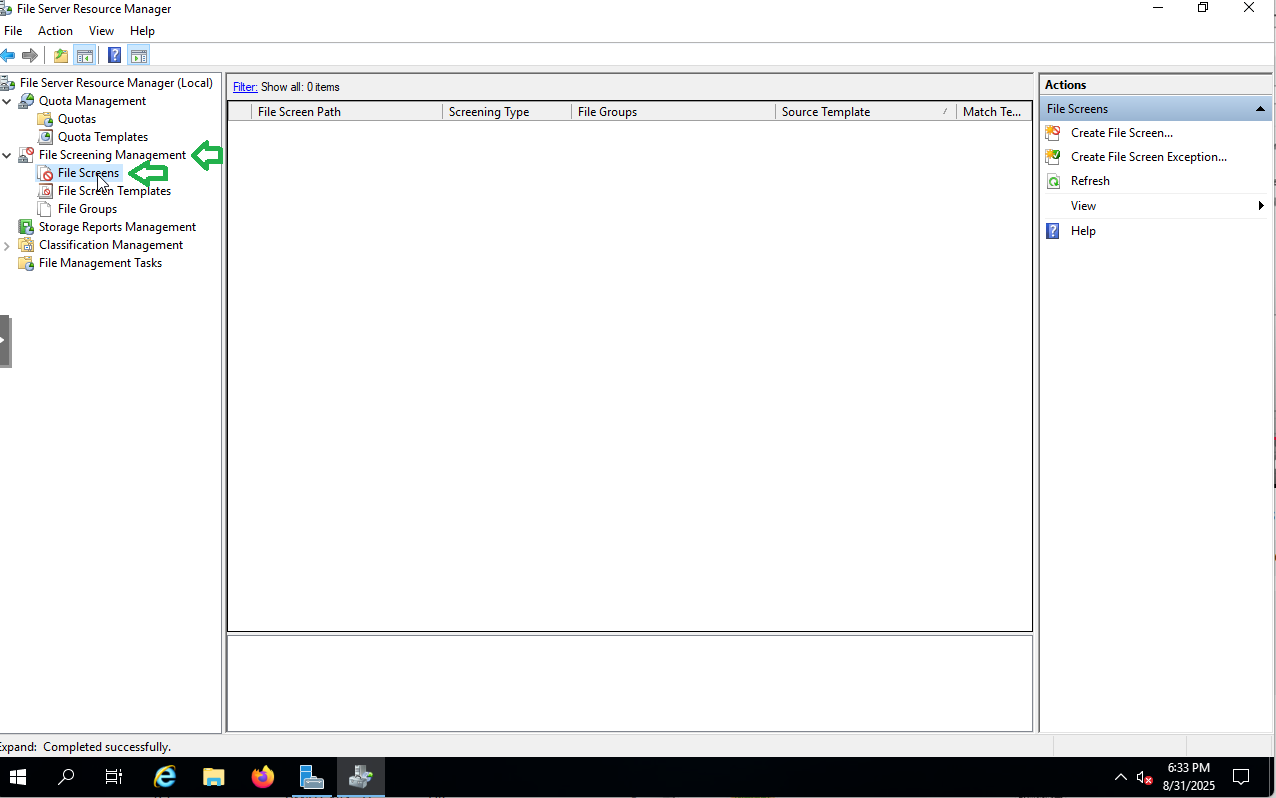 File Server Resource Manager
File Action View Help
File Server Resource Manager (Local)
Quota Management
Quotas
Quota Templates
File Screening Management
File Screens
File Screen Templates
File Groups
Storage Reports Management
Classification Management
File Management Tasks
Filter: Show all: 0 items
File Screen Path Screening Type File Groups Source Template Match Te...
Actions
File Screens
Create File Screen...
Create File Screen Exception...
Refresh
View
Help
Expand: Completed successfully.
6:33 PM
8/31/2025